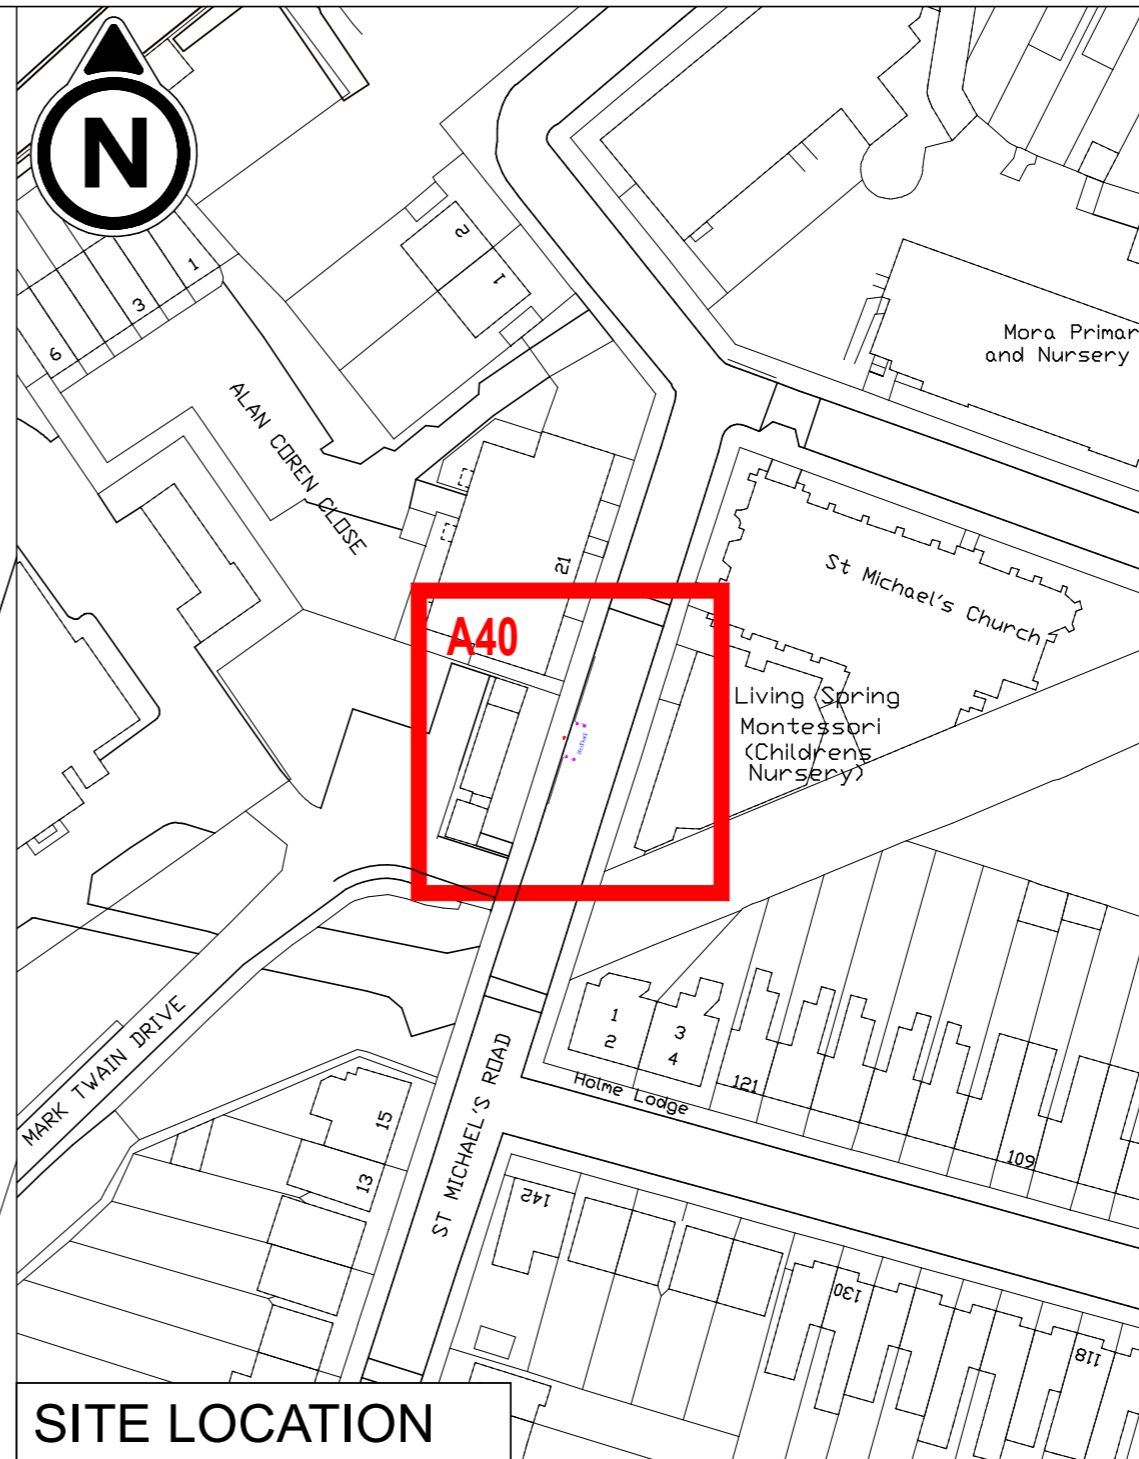 N
2
1
1
3
6
Mora Primar
and Nursery
ALAN COREN CLOSE
21
St Michael's Church
A40
Living Spring
Montessori
(Childrens
Nursery)
MARK TWAIN DRIVE
1
2
3
4
121
Holme Lodge
109
15
13
ST MICHAEL'S ROAD
142
130
118
SITE LOCATION